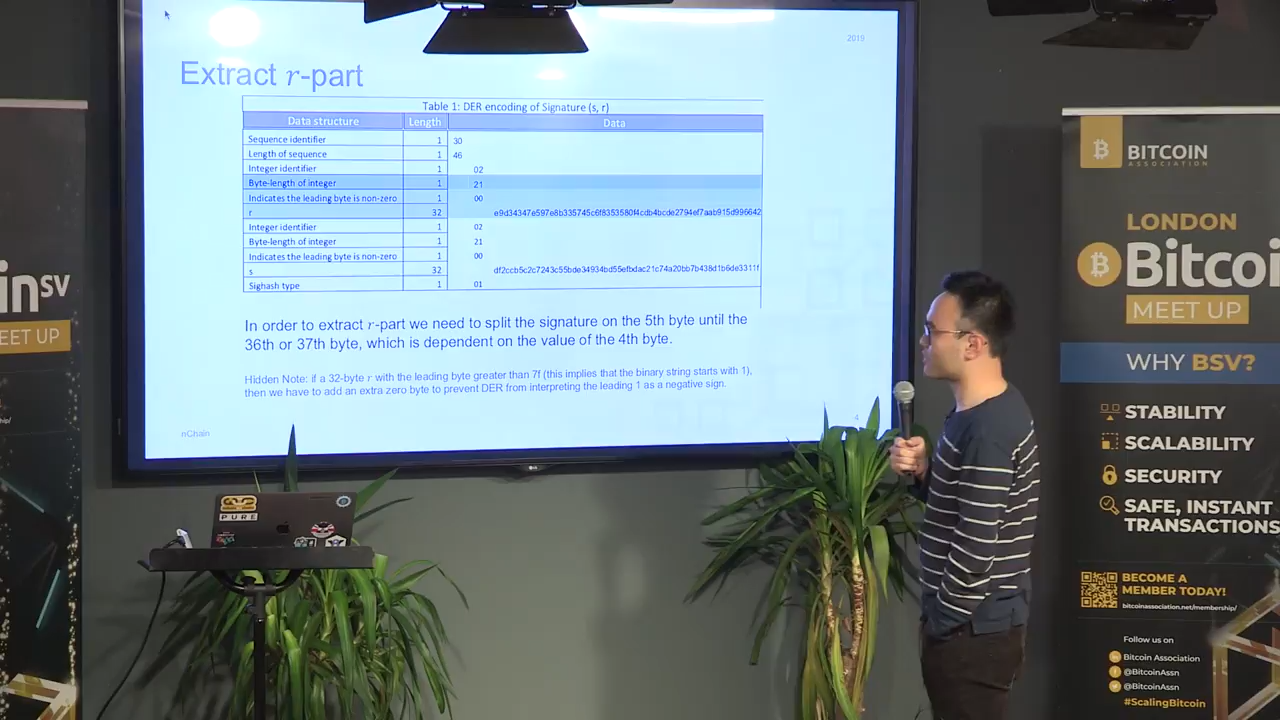 2019
Extract r-part
Table 1: DER encoding of Signature (s, r)
Data structure Length Data
Sequence identifier 1 30
Length of sequence 1 46
Integer identifier 1 02
Byte-length of integer 1 21
Indicates the leading byte is non-zero 1 00
r 32 e9d34347e597e8b335745c6f8353580f4cdb4bcde2794ef7aab915d996642
Integer identifier 1 02
Byte-length of integer 1 21
Indicates the leading byte is non-zero 1 00
s 32 df2ccb5c2c7243c55bde34934bd55efbdac21c74a20bb7b438d1b6de3311f
Sighash type 1 01
In order to extract r-part we need to split the signature on the 5th byte until the
36th or 37th byte, which is dependent on the value of the 4th byte.
Hidden Note: if a 32-byte r with the leading byte greater than 7f (this implies that the binary string starts with 1),
then we have to add an extra zero byte to prevent DER from interpreting the leading 1 as a negative sign.
nChain
4
LG
PURE
in SV
EET UP
BITCOIN
ASSOCIATION
LONDON
Bitcoi
MEET UP
WHY BSV?
STABILITY
SCALABILITY
SECURITY
SAFE, INSTANT
TRANSACTIONS
BECOME A
MEMBER TODAY!
bitcoinassociation.net/membership/
Follow us on
Bitcoin Association
@BitcoinAssn
@BitcoinAssn
#ScalingBitcoin